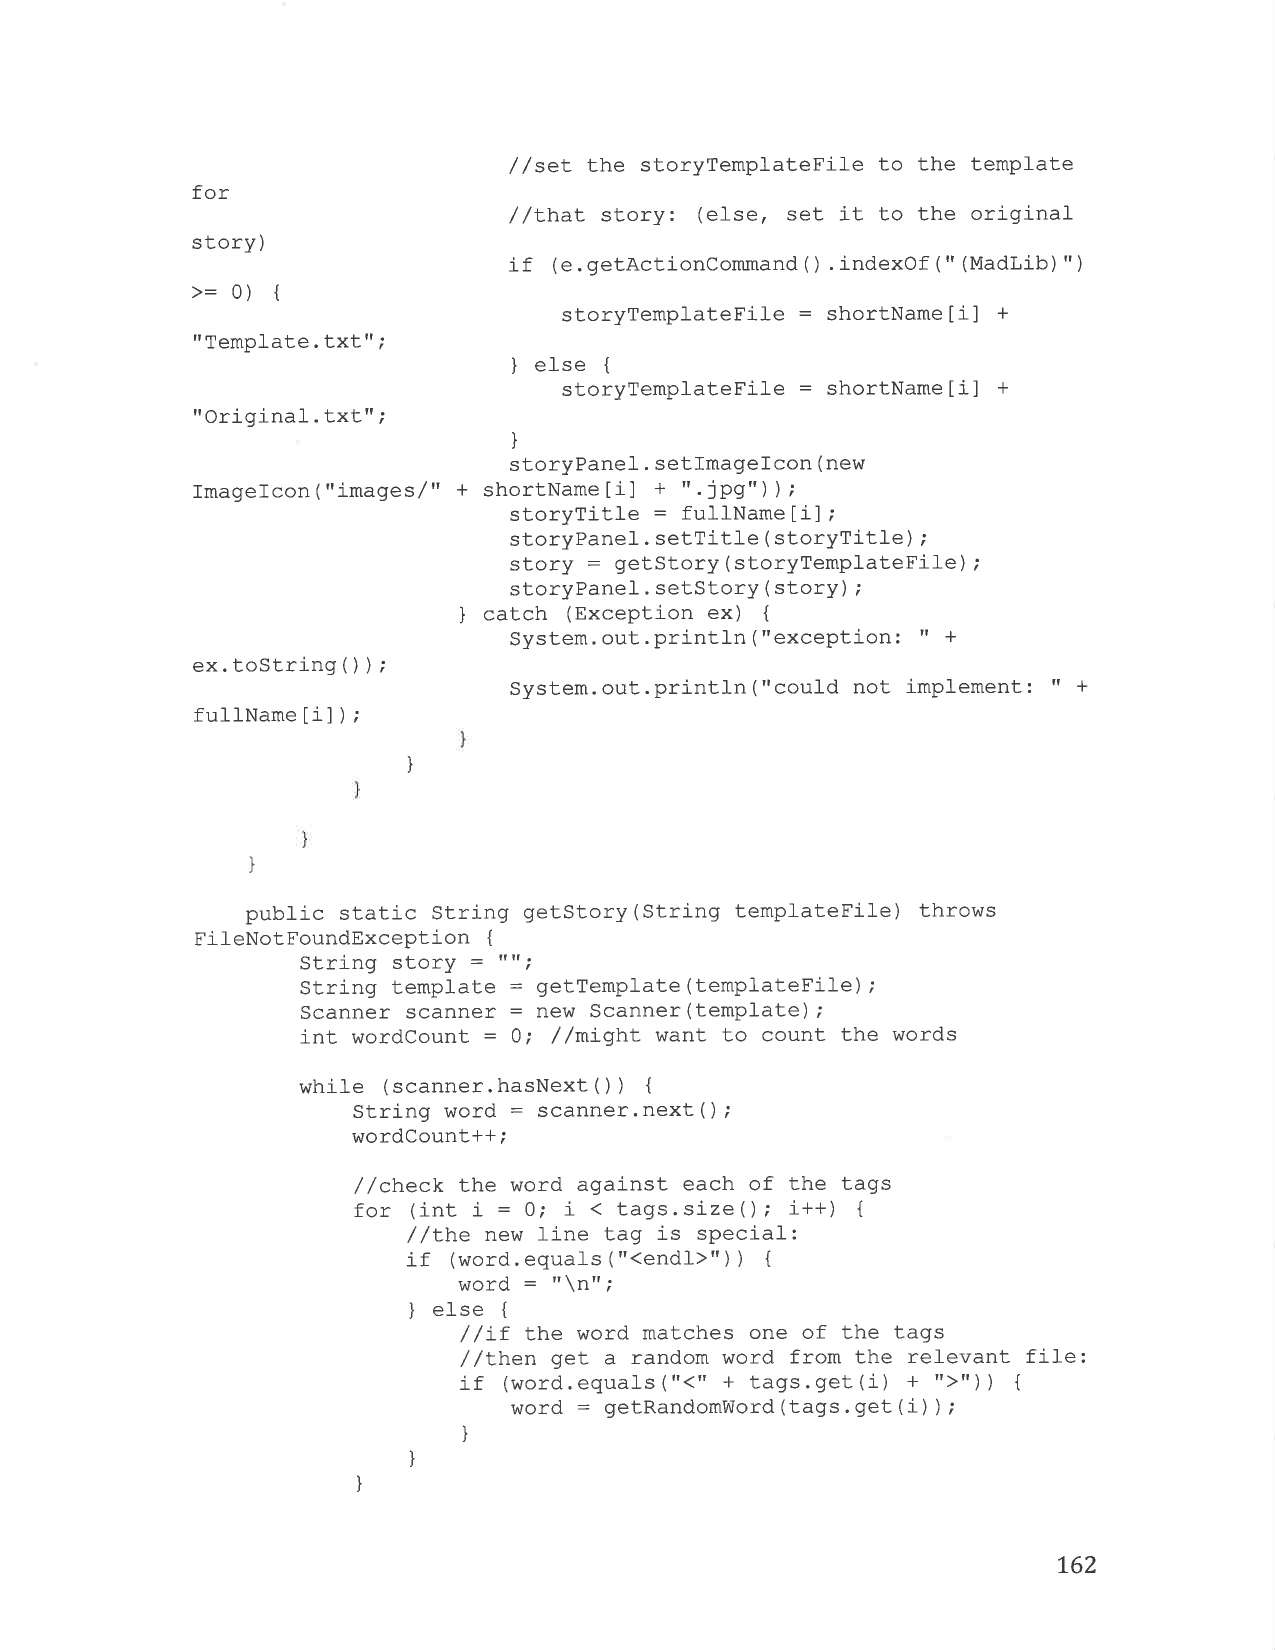 //set the storyTemplateFile to the template
for
//that story: (else, set it to the original
story)
if (e.getActionCommand().indexOf("(MadLib)")
>= 0) {
storyTemplateFile = shortName[i] +
"Template.txt";
} else {
storyTemplateFile = shortName[i] +
"Original.txt";
}
storyPanel.setImageIcon(new
ImageIcon("images/" + shortName[i] + ".jpg"));
storyTitle = fullName[i];
storyPanel.setTitle(storyTitle);
story = getStory(storyTemplateFile);
storyPanel.setStory(story);
} catch (Exception ex) {
System.out.println("exception: " +
ex.toString());
System.out.println("could not implement: " +
fullName[i]);
}
}
}
}
}
public static String getStory(String templateFile) throws
FileNotFoundException {
String story = "";
String template = getTemplate(templateFile);
Scanner scanner = new Scanner(template);
int wordCount = 0; //might want to count the words
while (scanner.hasNext()) {
String word = scanner.next();
wordCount++;
//check the word against each of the tags
for (int i = 0; i < tags.size(); i++) {
//the new line tag is special:
if (word.equals("<endl>")) {
word = "\n";
} else {
//if the word matches one of the tags
//then get a random word from the relevant file:
if (word.equals("<" + tags.get(i) + ">")) {
word = getRandomWord(tags.get(i));
}
}
}
162